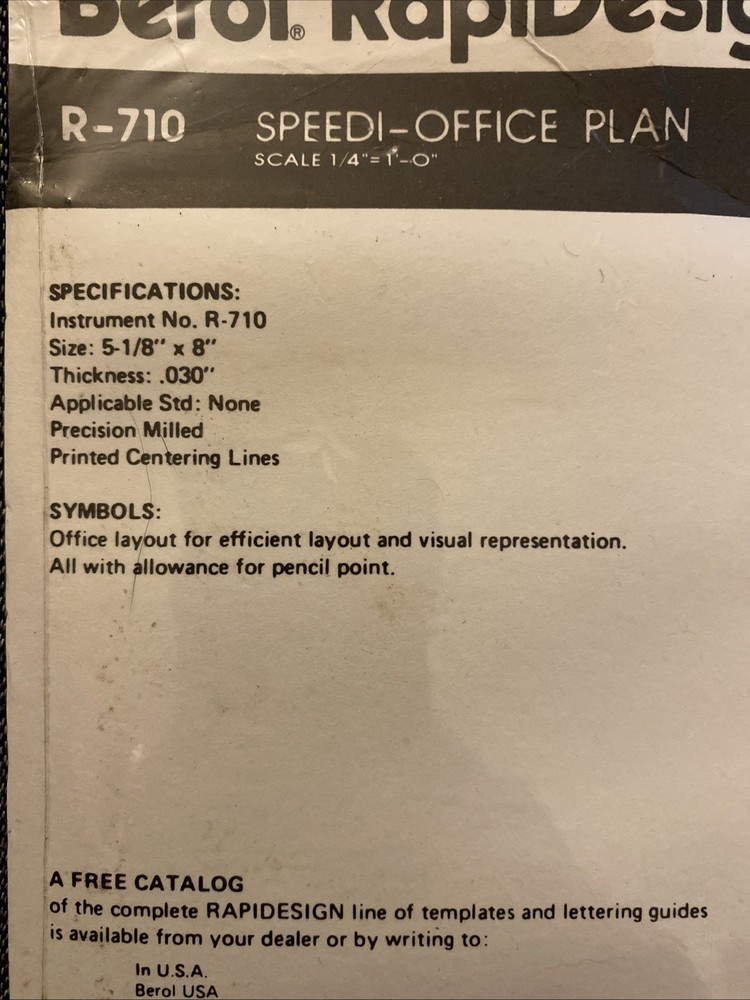 Berol® RapiDesig
R-710 SPEEDI-OFFICE PLAN
SCALE 1/4"=1'-0"
SPECIFICATIONS:
Instrument No. R-710
Size: 5-1/8" x 8"
Thickness: .030"
Applicable Std: None
Precision Milled
Printed Centering Lines
SYMBOLS:
Office layout for efficient layout and visual representation.
All with allowance for pencil point.
A FREE CATALOG
of the complete RAPIDESIGN line of templates and lettering guides
is available from your dealer or by writing to:
In U.S.A.
Berol USA